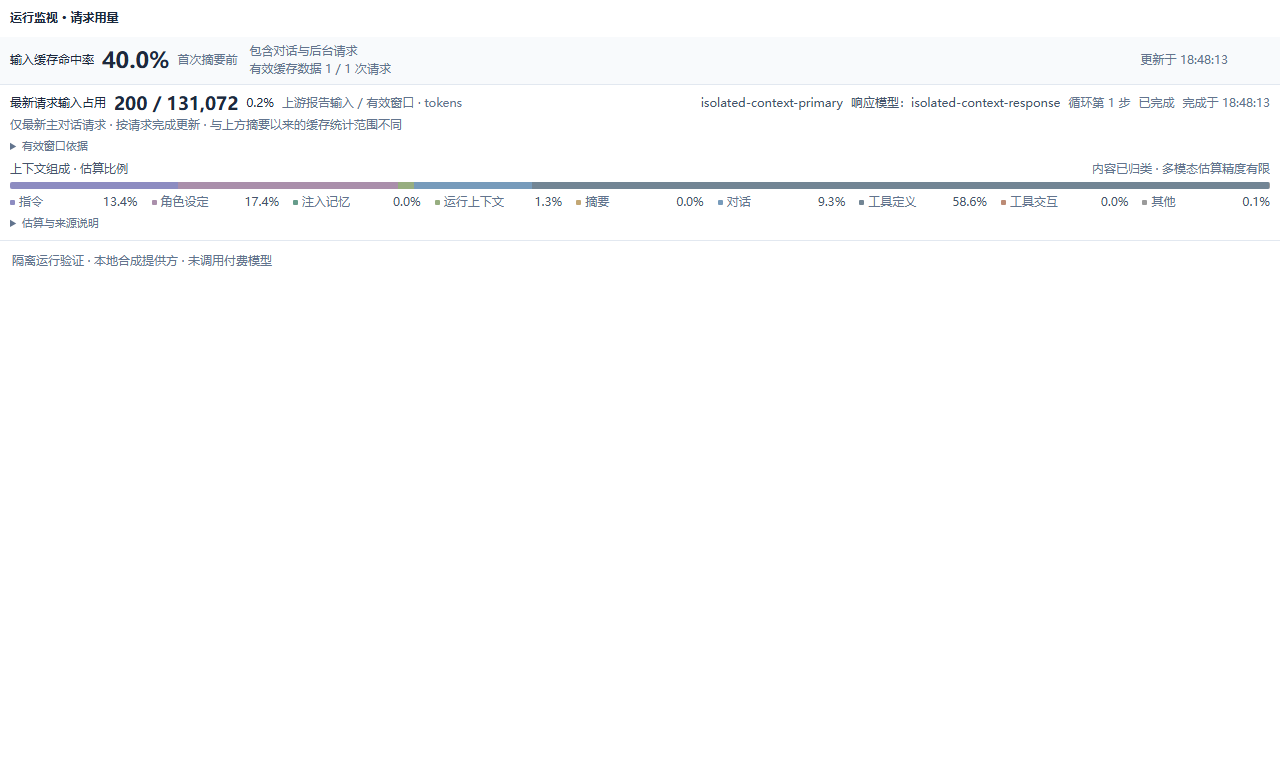 运行监视 · 请求用量
输入缓存命中率 40.0% 首次摘要前 包含对话与后台请求
有效缓存数据 1 / 1 次请求
更新于 18:48:13
最新请求输入占用 200 / 131,072 0.2% 上游报告输入 / 有效窗口 · tokens isolated-context-primary 响应模型: isolated-context-response 循环第 1 步 已完成 完成于 18:48:13
仅最新主对话请求 · 按请求完成更新 · 与上方摘要以来的缓存统计范围不同
有效窗口依据
上下文组成 · 估算比例 内容已归类 · 多模态估算精度有限
指令 13.4% 角色设定 17.4% 注入记忆 0.0% 运行上下文 1.3% 摘要 0.0% 对话 9.3% 工具定义 58.6% 工具交互 0.0% 其他 0.1%
估算与来源说明
隔离运行验证 · 本地合成提供方 · 未调用付费模型